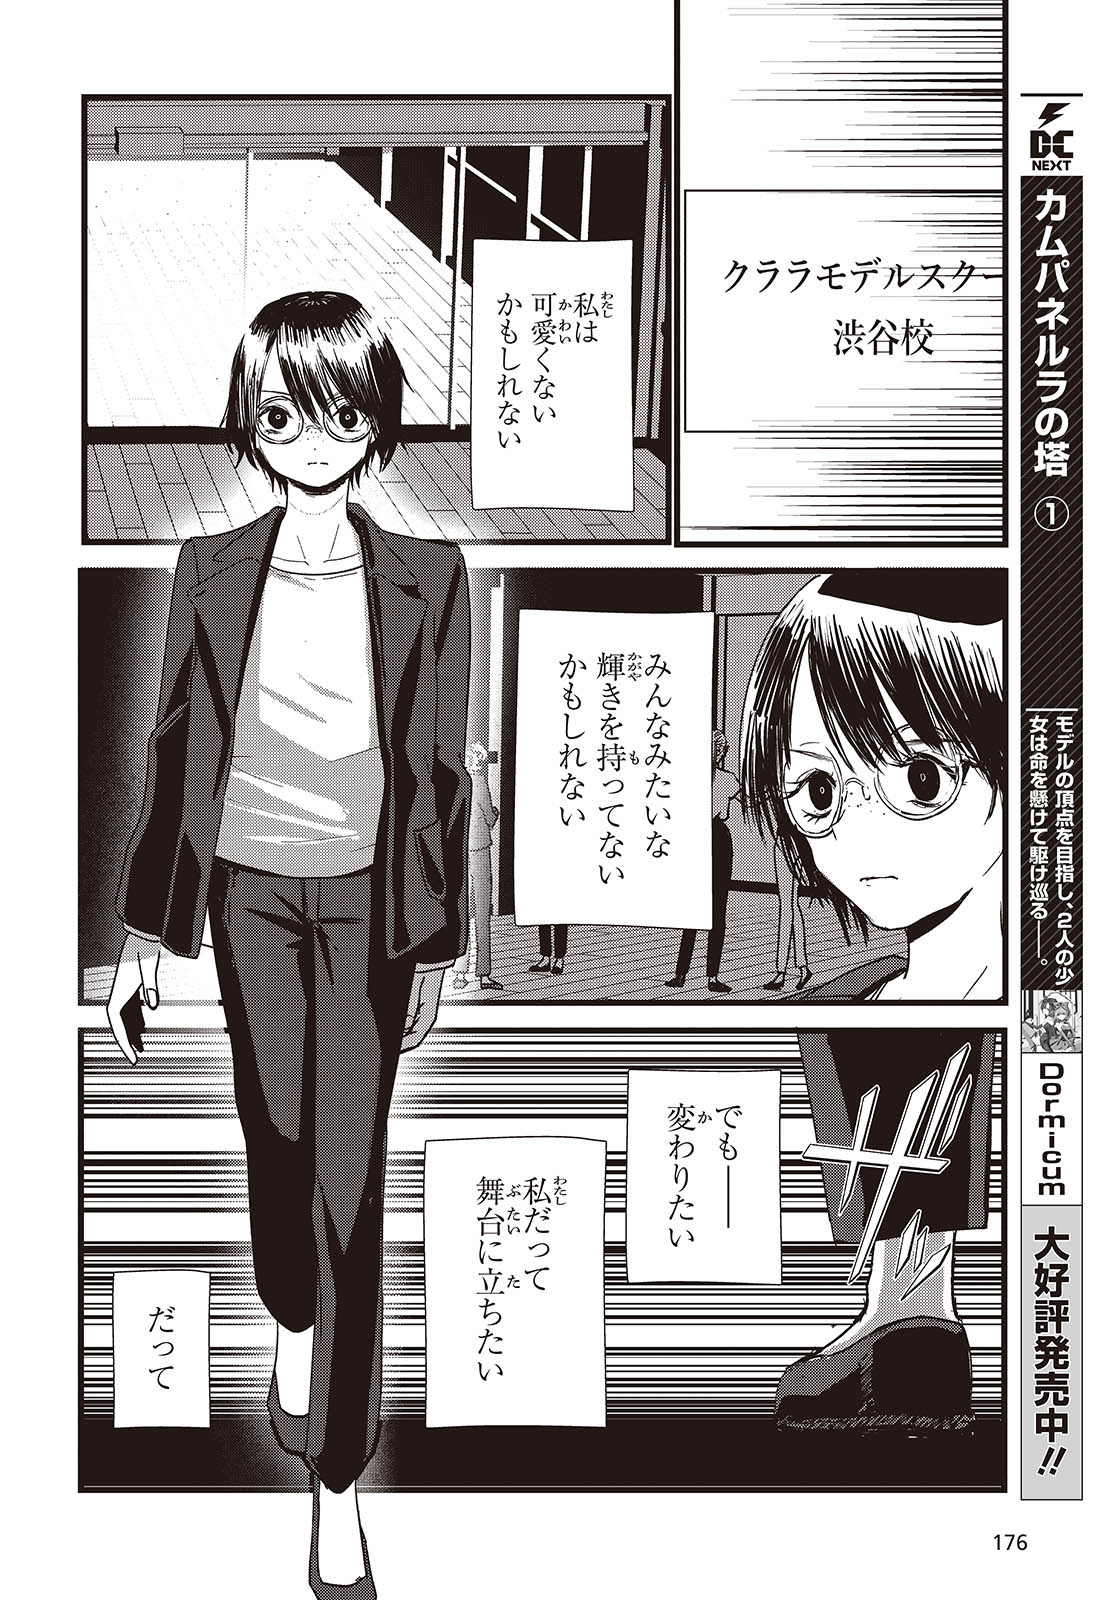 クララモデルスクー
渋谷校
私は
可愛くない
かもしれない
みんなみたいな
輝きを持ってない
かもしれない
ザッ
でも――
変わりたい
私だって
舞台に立ちたい
だって
DC
NEXT
カムパネルラの塔 ①
モデルの頂点を目指し、2人の少
女は命を懸けて駆け巡る――。
Dormicum
大好評発売中!!
176